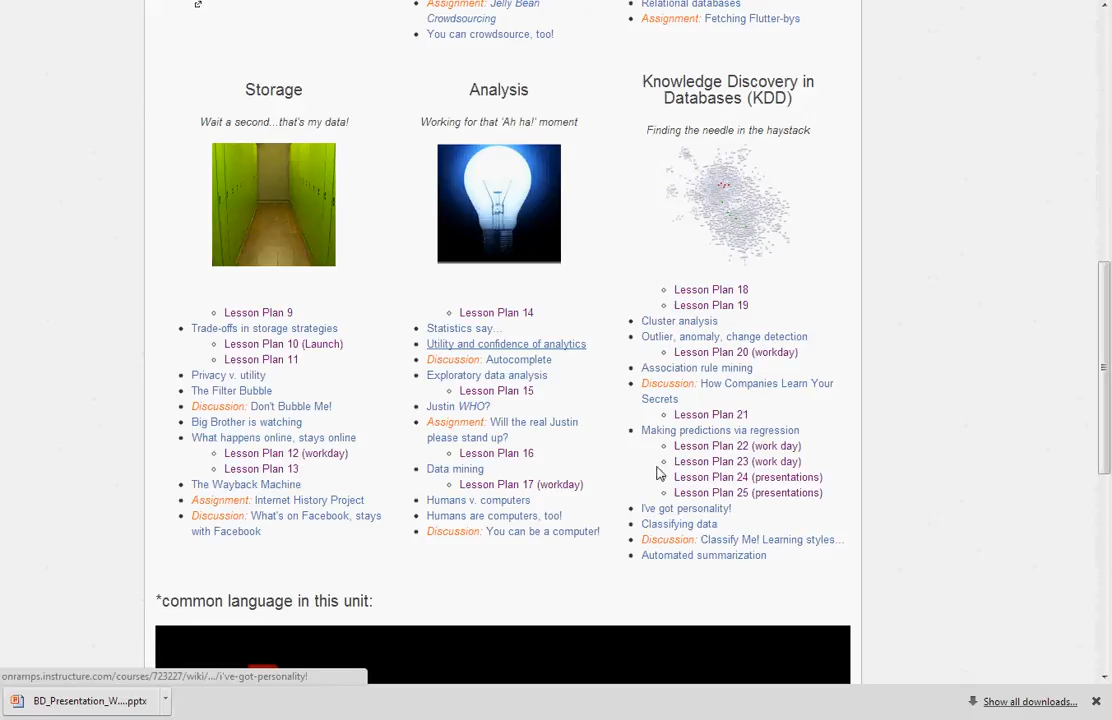 Assignment: Jelly Bean
Crowdsourcing
You can crowdsource, too!
Relational databases
Assignment: Fetching Flutter-bys
Storage
Wait a second...that's my data!
Lesson Plan 9
Trade-offs in storage strategies
Lesson Plan 10 (Launch)
Lesson Plan 11
Privacy v. utility
The Filter Bubble
Discussion: Don't Bubble Me!
Big Brother is watching
What happens online, stays online
Lesson Plan 12 (workday)
Lesson Plan 13
The Wayback Machine
Assignment: Internet History Project
Discussion: What's on Facebook, stays
with Facebook
Analysis
Working for that 'Ah ha!' moment
Lesson Plan 14
Statistics say...
Utility and confidence of analytics
Discussion: Autocomplete
Exploratory data analysis
Lesson Plan 15
Justin WHO?
Assignment: Will the real Justin
please stand up?
Lesson Plan 16
Data mining
Lesson Plan 17 (workday)
Humans v. computers
Humans are computers, too!
Discussion: You can be a computer!
Knowledge Discovery in
Databases (KDD)
Finding the needle in the haystack
Lesson Plan 18
Lesson Plan 19
Cluster analysis
Outlier, anomaly, change detection
Lesson Plan 20 (workday)
Association rule mining
Discussion: How Companies Learn Your
Secrets
Lesson Plan 21
Making predictions via regression
Lesson Plan 22 (work day)
Lesson Plan 23 (work day)
Lesson Plan 24 (presentations)
Lesson Plan 25 (presentations)
I've got personality!
Classifying data
Discussion: Classify Me! Learning styles...
Automated summarization
*common language in this unit:
onramps.instructure.com/courses/723227/wiki/.../i've-got-personality!
BD_Presentation_W....pptx
Show all downloads...